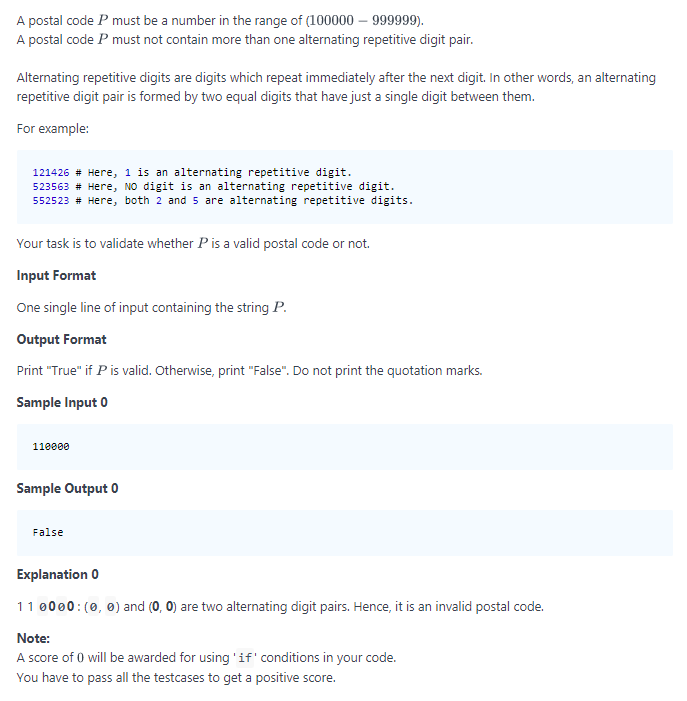 A postal code P must be a number in the range of (100000 − 999999).
A postal code P must not contain more than one alternating repetitive digit pair.
Alternating repetitive digits are digits which repeat immediately after the next digit. In other words, an alternating
repetitive digit pair is formed by two equal digits that have just a single digit between them.
For example:
121426 # Here, 1 is an alternating repetitive digit.
523563 # Here, NO digit is an alternating repetitive digit.
552523 # Here, both 2 and 5 are alternating repetitive digits.
Your task is to validate whether P is a valid postal code or not.
Input Format
One single line of input containing the string P.
Output Format
Print "True" if P is valid. Otherwise, print "False". Do not print the quotation marks.
Sample Input 0
110000
Sample Output 0
False
Explanation 0
1 1 0000 : (0, 0) and (0, 0) are two alternating digit pairs. Hence, it is an invalid postal code.
Note:
A score of 0 will be awarded for using 'if' conditions in your code.
You have to pass all the testcases to get a positive score.